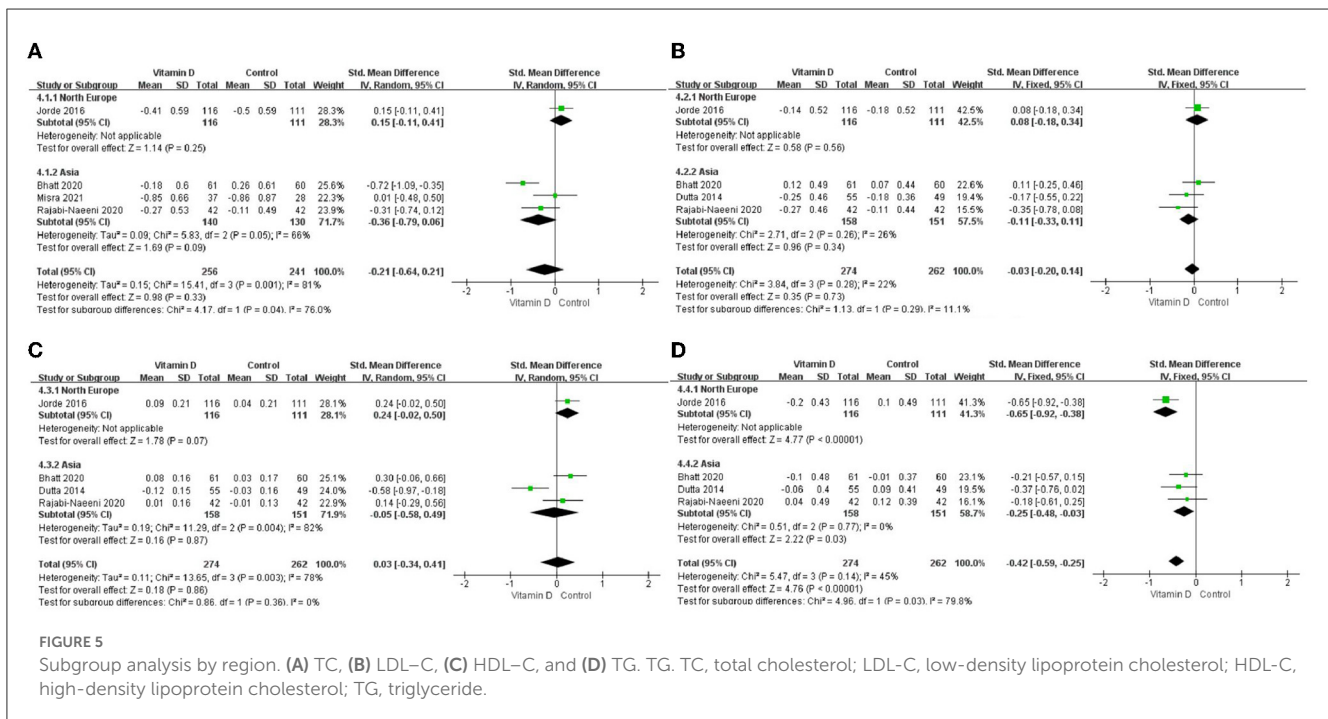 A
Vitamin D Control Std. Mean Difference Std. Mean Difference
Study or Subgroup Mean SD Total Mean SD Total Weight IV, Random, 95% CI IV, Random, 95% CI
4.1.1 North Europe
Jorde 2016 -0.41 0.59 116 -0.5 0.59 111 28.3% 0.15 [-0.11, 0.41]
Subtotal (95% CI) 116 111 28.3% 0.15 [-0.11, 0.41]
Heterogeneity: Not applicable
Test for overall effect: Z = 1.14 (P = 0.25)
4.1.2 Asia
Bhatt 2020 -0.18 0.6 61 0.26 0.61 60 25.6% -0.72 [-1.09, -0.35]
Misra 2021 -0.85 0.66 37 -0.86 0.87 28 22.3% 0.01 [-0.48, 0.50]
Rajabi-Naeeni 2020 -0.27 0.53 42 -0.11 0.49 42 23.9% -0.31 [-0.74, 0.12]
Subtotal (95% CI) 140 130 71.7% -0.36 [-0.79, 0.06]
Heterogeneity: Tau² = 0.09; Chi² = 5.83, df = 2 (P = 0.05); I² = 66%
Test for overall effect: Z = 1.69 (P = 0.09)
Total (95% CI) 256 241 100.0% -0.21 [-0.64, 0.21]
Heterogeneity: Tau² = 0.15; Chi² = 15.41, df = 3 (P = 0.001); I² = 81%
Test for overall effect: Z = 0.98 (P = 0.33)
Test for subgroup differences: Chi² = 4.17, df = 1 (P = 0.04), I² = 76.0%
-2 -1 0 1 2
Vitamin D Control
B
Vitamin D Control Std. Mean Difference Std. Mean Difference
Study or Subgroup Mean SD Total Mean SD Total Weight IV, Fixed, 95% CI IV, Fixed, 95% CI
4.2.1 North Europe
Jorde 2016 -0.14 0.52 116 -0.18 0.52 111 42.5% 0.08 [-0.18, 0.34]
Subtotal (95% CI) 116 111 42.5% 0.08 [-0.18, 0.34]
Heterogeneity: Not applicable
Test for overall effect: Z = 0.58 (P = 0.56)
4.2.2 Asia
Bhatt 2020 0.12 0.49 61 0.07 0.44 60 22.6% 0.11 [-0.25, 0.46]
Dutta 2014 -0.25 0.46 55 -0.18 0.36 49 19.4% -0.17 [-0.55, 0.22]
Rajabi-Naeeni 2020 -0.27 0.46 42 -0.11 0.44 42 15.5% -0.35 [-0.78, 0.08]
Subtotal (95% CI) 158 151 57.5% -0.11 [-0.33, 0.11]
Heterogeneity: Chi² = 2.71, df = 2 (P = 0.26); I² = 26%
Test for overall effect: Z = 0.96 (P = 0.34)
Total (95% CI) 274 262 100.0% -0.03 [-0.20, 0.14]
Heterogeneity: Chi² = 3.84, df = 3 (P = 0.28); I² = 22%
Test for overall effect: Z = 0.35 (P = 0.73)
Test for subgroup differences: Chi² = 1.13, df = 1 (P = 0.29), I² = 11.1%
-2 -1 0 1 2
Vitamin D Control
C
Vitamin D Control Std. Mean Difference Std. Mean Difference
Study or Subgroup Mean SD Total Mean SD Total Weight IV, Random, 95% CI IV, Random, 95% CI
4.3.1 North Europe
Jorde 2016 0.09 0.21 116 0.04 0.21 111 28.1% 0.24 [-0.02, 0.50]
Subtotal (95% CI) 116 111 28.1% 0.24 [-0.02, 0.50]
Heterogeneity: Not applicable
Test for overall effect: Z = 1.78 (P = 0.07)
4.3.2 Asia
Bhatt 2020 0.08 0.16 61 0.03 0.17 60 25.1% 0.30 [-0.06, 0.66]
Dutta 2014 -0.12 0.15 55 -0.03 0.16 49 24.0% -0.58 [-0.97, -0.18]
Rajabi-Naeeni 2020 0.01 0.16 42 -0.01 0.13 42 22.9% 0.14 [-0.29, 0.56]
Subtotal (95% CI) 158 151 71.9% -0.05 [-0.58, 0.49]
Heterogeneity: Tau² = 0.19; Chi² = 11.29, df = 2 (P = 0.004); I² = 82%
Test for overall effect: Z = 0.16 (P = 0.87)
Total (95% CI) 274 262 100.0% 0.03 [-0.34, 0.41]
Heterogeneity: Tau² = 0.11; Chi² = 13.65, df = 3 (P = 0.003); I² = 78%
Test for overall effect: Z = 0.18 (P = 0.86)
Test for subgroup differences: Chi² = 0.86, df = 1 (P = 0.36), I² = 0%
-2 -1 0 1 2
Vitamin D Control
D
Vitamin D Control Std. Mean Difference Std. Mean Difference
Study or Subgroup Mean SD Total Mean SD Total Weight IV, Fixed, 95% CI IV, Fixed, 95% CI
4.4.1 North Europe
Jorde 2016 -0.2 0.43 116 0.1 0.49 111 41.3% -0.65 [-0.92, -0.38]
Subtotal (95% CI) 116 111 41.3% -0.65 [-0.92, -0.38]
Heterogeneity: Not applicable
Test for overall effect: Z = 4.77 (P < 0.00001)
4.4.2 Asia
Bhatt 2020 -0.1 0.48 61 -0.01 0.37 60 23.1% -0.21 [-0.57, 0.15]
Dutta 2014 -0.06 0.4 55 0.09 0.41 49 19.5% -0.37 [-0.76, 0.02]
Rajabi-Naeeni 2020 0.04 0.49 42 0.12 0.39 42 16.1% -0.18 [-0.61, 0.25]
Subtotal (95% CI) 158 151 58.7% -0.25 [-0.48, -0.03]
Heterogeneity: Chi² = 0.51, df = 2 (P = 0.77); I² = 0%
Test for overall effect: Z = 2.22 (P = 0.03)
Total (95% CI) 274 262 100.0% -0.42 [-0.59, -0.25]
Heterogeneity: Chi² = 5.47, df = 3 (P = 0.14); I² = 45%
Test for overall effect: Z = 4.76 (P < 0.00001)
Test for subgroup differences: Chi² = 4.96, df = 1 (P = 0.03), I² = 79.8%
-2 -1 0 1 2
Vitamin D Control
FIGURE 5
Subgroup analysis by region. (A) TC, (B) LDL–C, (C) HDL–C, and (D) TG. TG. TC, total cholesterol; LDL-C, low-density lipoprotein cholesterol; HDL-C,
high-density lipoprotein cholesterol; TG, triglyceride.